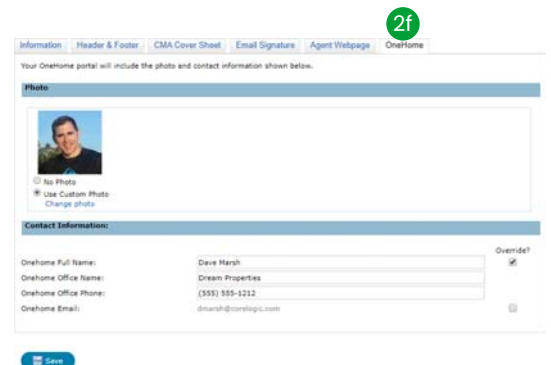 2f
Information Header & Footer CMA Cover Sheet Email Signature Agent Webpage OneHome
Your OneHome portal will include the photo and contact information shown below.
Photo
No Photo
Use Custom Photo
Change photo
Contact Information:
Override?
Onehome Full Name: Dave Marsh
Onehome Office Name: Dream Properties
Onehome Office Phone: (555) 555-1212
Onehome Email: dmarsh@corelogic.com
Save